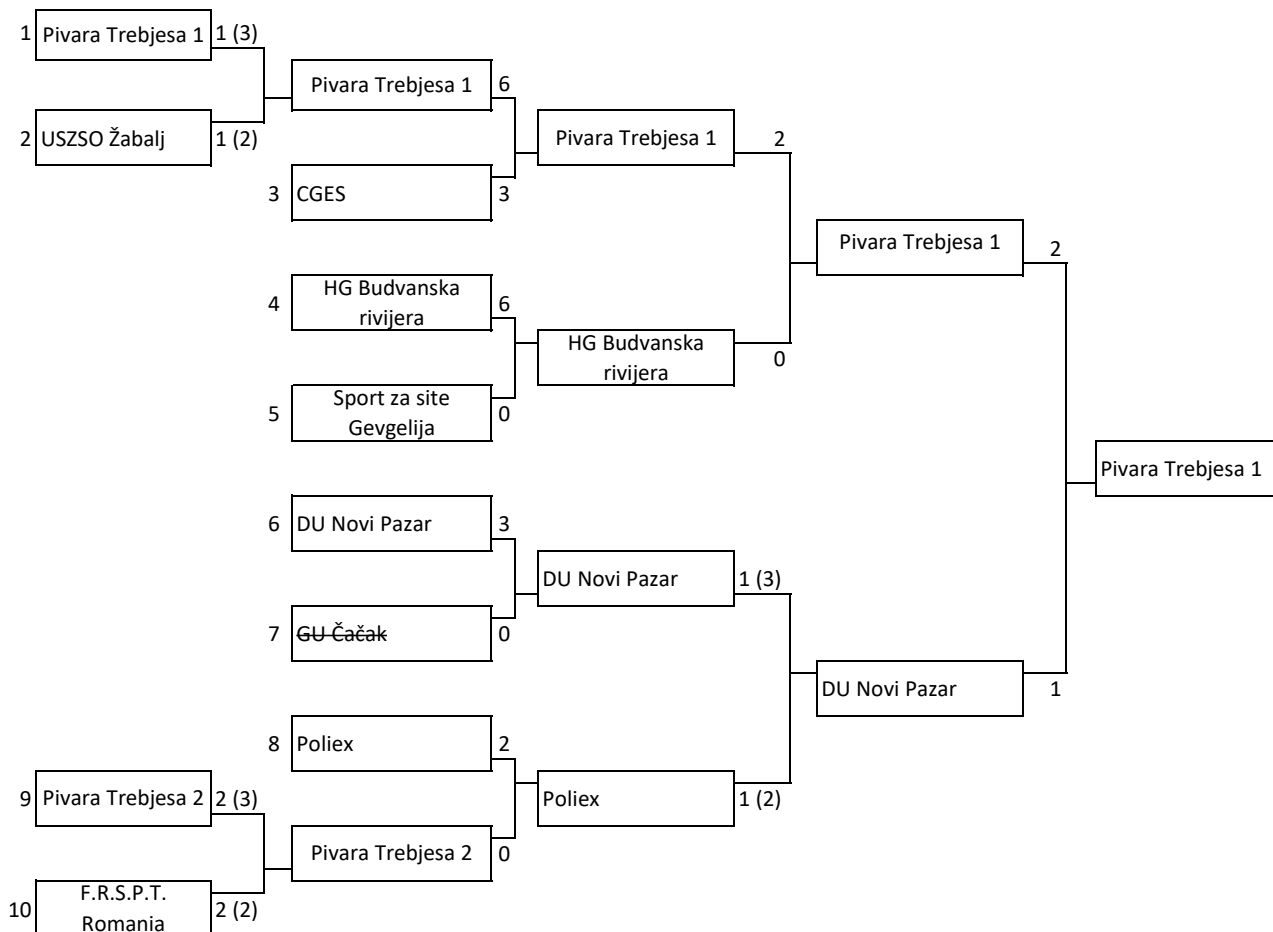 1 Pivara Trebjesa 1 1 (3)
2 USZSO Žabalj 1 (2)
Pivara Trebjesa 1 6
3 CGES 3
Pivara Trebjesa 1 2
4 HG Budvanska
rivijera 6
5 Sport za site
Gevgelija 0
HG Budvanska
rivijera 0
Pivara Trebjesa 1 2
6 DU Novi Pazar 3
7 GU Čačak 0
DU Novi Pazar 1 (3)
8 Poliex 2
9 Pivara Trebjesa 2 2 (3)
10 F.R.S.P.T.
Romania 2 (2)
Pivara Trebjesa 2 0
Poliex 1 (2)
DU Novi Pazar 1
Pivara Trebjesa 1